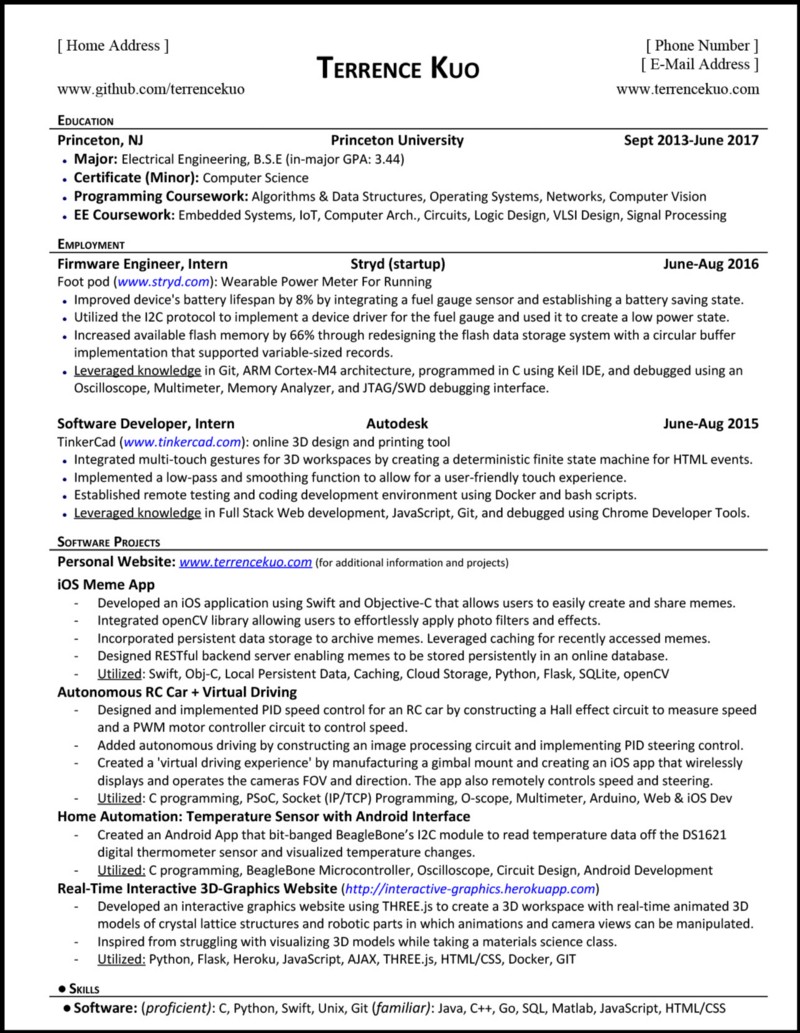 [ Home Address ]
[ Phone Number ]
TERRENCE KUO
[ E-Mail Address ]
www.github.com/terrencekuo
www.terrencekuo.com
EDUCATION
Princeton, NJ Princeton University Sept 2013-June 2017
• Major: Electrical Engineering, B.S.E (in-major GPA: 3.44)
• Certificate (Minor): Computer Science
• Programming Coursework: Algorithms & Data Structures, Operating Systems, Networks, Computer Vision
• EE Coursework: Embedded Systems, IoT, Computer Arch., Circuits, Logic Design, VLSI Design, Signal Processing
EMPLOYMENT
Firmware Engineer, Intern Stryd (startup) June-Aug 2016
Foot pod (www.stryd.com): Wearable Power Meter For Running
• Improved device's battery lifespan by 8% by integrating a fuel gauge sensor and establishing a battery saving state.
• Utilized the I2C protocol to implement a device driver for the fuel gauge and used it to create a low power state.
• Increased available flash memory by 66% through redesigning the flash data storage system with a circular buffer
implementation that supported variable-sized records.
• Leveraged knowledge in Git, ARM Cortex-M4 architecture, programmed in C using Keil IDE, and debugged using an
Oscilloscope, Multimeter, Memory Analyzer, and JTAG/SWD debugging interface.
Software Developer, Intern Autodesk June-Aug 2015
TinkerCad (www.tinkercad.com): online 3D design and printing tool
• Integrated multi-touch gestures for 3D workspaces by creating a deterministic finite state machine for HTML events.
• Implemented a low-pass and smoothing function to allow for a user-friendly touch experience.
• Established remote testing and coding development environment using Docker and bash scripts.
• Leveraged knowledge in Full Stack Web development, JavaScript, Git, and debugged using Chrome Developer Tools.
SOFTWARE PROJECTS
Personal Website: www.terrencekuo.com (for additional information and projects)
iOS Meme App
- Developed an iOS application using Swift and Objective-C that allows users to easily create and share memes.
- Integrated openCV library allowing users to effortlessly apply photo filters and effects.
- Incorporated persistent data storage to archive memes. Leveraged caching for recently accessed memes.
- Designed RESTful backend server enabling memes to be stored persistently in an online database.
- Utilized: Swift, Obj-C, Local Persistent Data, Caching, Cloud Storage, Python, Flask, SQLite, openCV
Autonomous RC Car + Virtual Driving
- Designed and implemented PID speed control for an RC car by constructing a Hall effect circuit to measure speed
and a PWM motor controller circuit to control speed.
- Added autonomous driving by constructing an image processing circuit and implementing PID steering control.
- Created a 'virtual driving experience' by manufacturing a gimbal mount and creating an iOS app that wirelessly
displays and operates the cameras FOV and direction. The app also remotely controls speed and steering.
- Utilized: C programming, PSoC, Socket (IP/TCP) Programming, O-scope, Multimeter, Arduino, Web & iOS Dev
Home Automation: Temperature Sensor with Android Interface
- Created an Android App that bit-banged BeagleBone’s I2C module to read temperature data off the DS1621
digital thermometer sensor and visualized temperature changes.
- Utilized: C programming, BeagleBone Microcontroller, Oscilloscope, Circuit Design, Android Development
Real-Time Interactive 3D-Graphics Website (http://interactive-graphics.herokuapp.com)
- Developed an interactive graphics website using THREE.js to create a 3D workspace with real-time animated 3D
models of crystal lattice structures and robotic parts in which animations and camera views can be manipulated.
- Inspired from struggling with visualizing 3D models while taking a materials science class.
- Utilized: Python, Flask, Heroku, JavaScript, AJAX, THREE.js, HTML/CSS, Docker, GIT
● SKILLS
● Software: (proficient): C, Python, Swift, Unix, Git (familiar): Java, C++, Go, SQL, Matlab, JavaScript, HTML/CSS